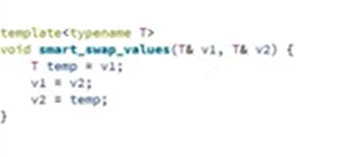 template<typename T>
void smart_swap_values(T& v1, T& v2) {
    T temp = v1;
    v1 = v2;
    v2 = temp;
}